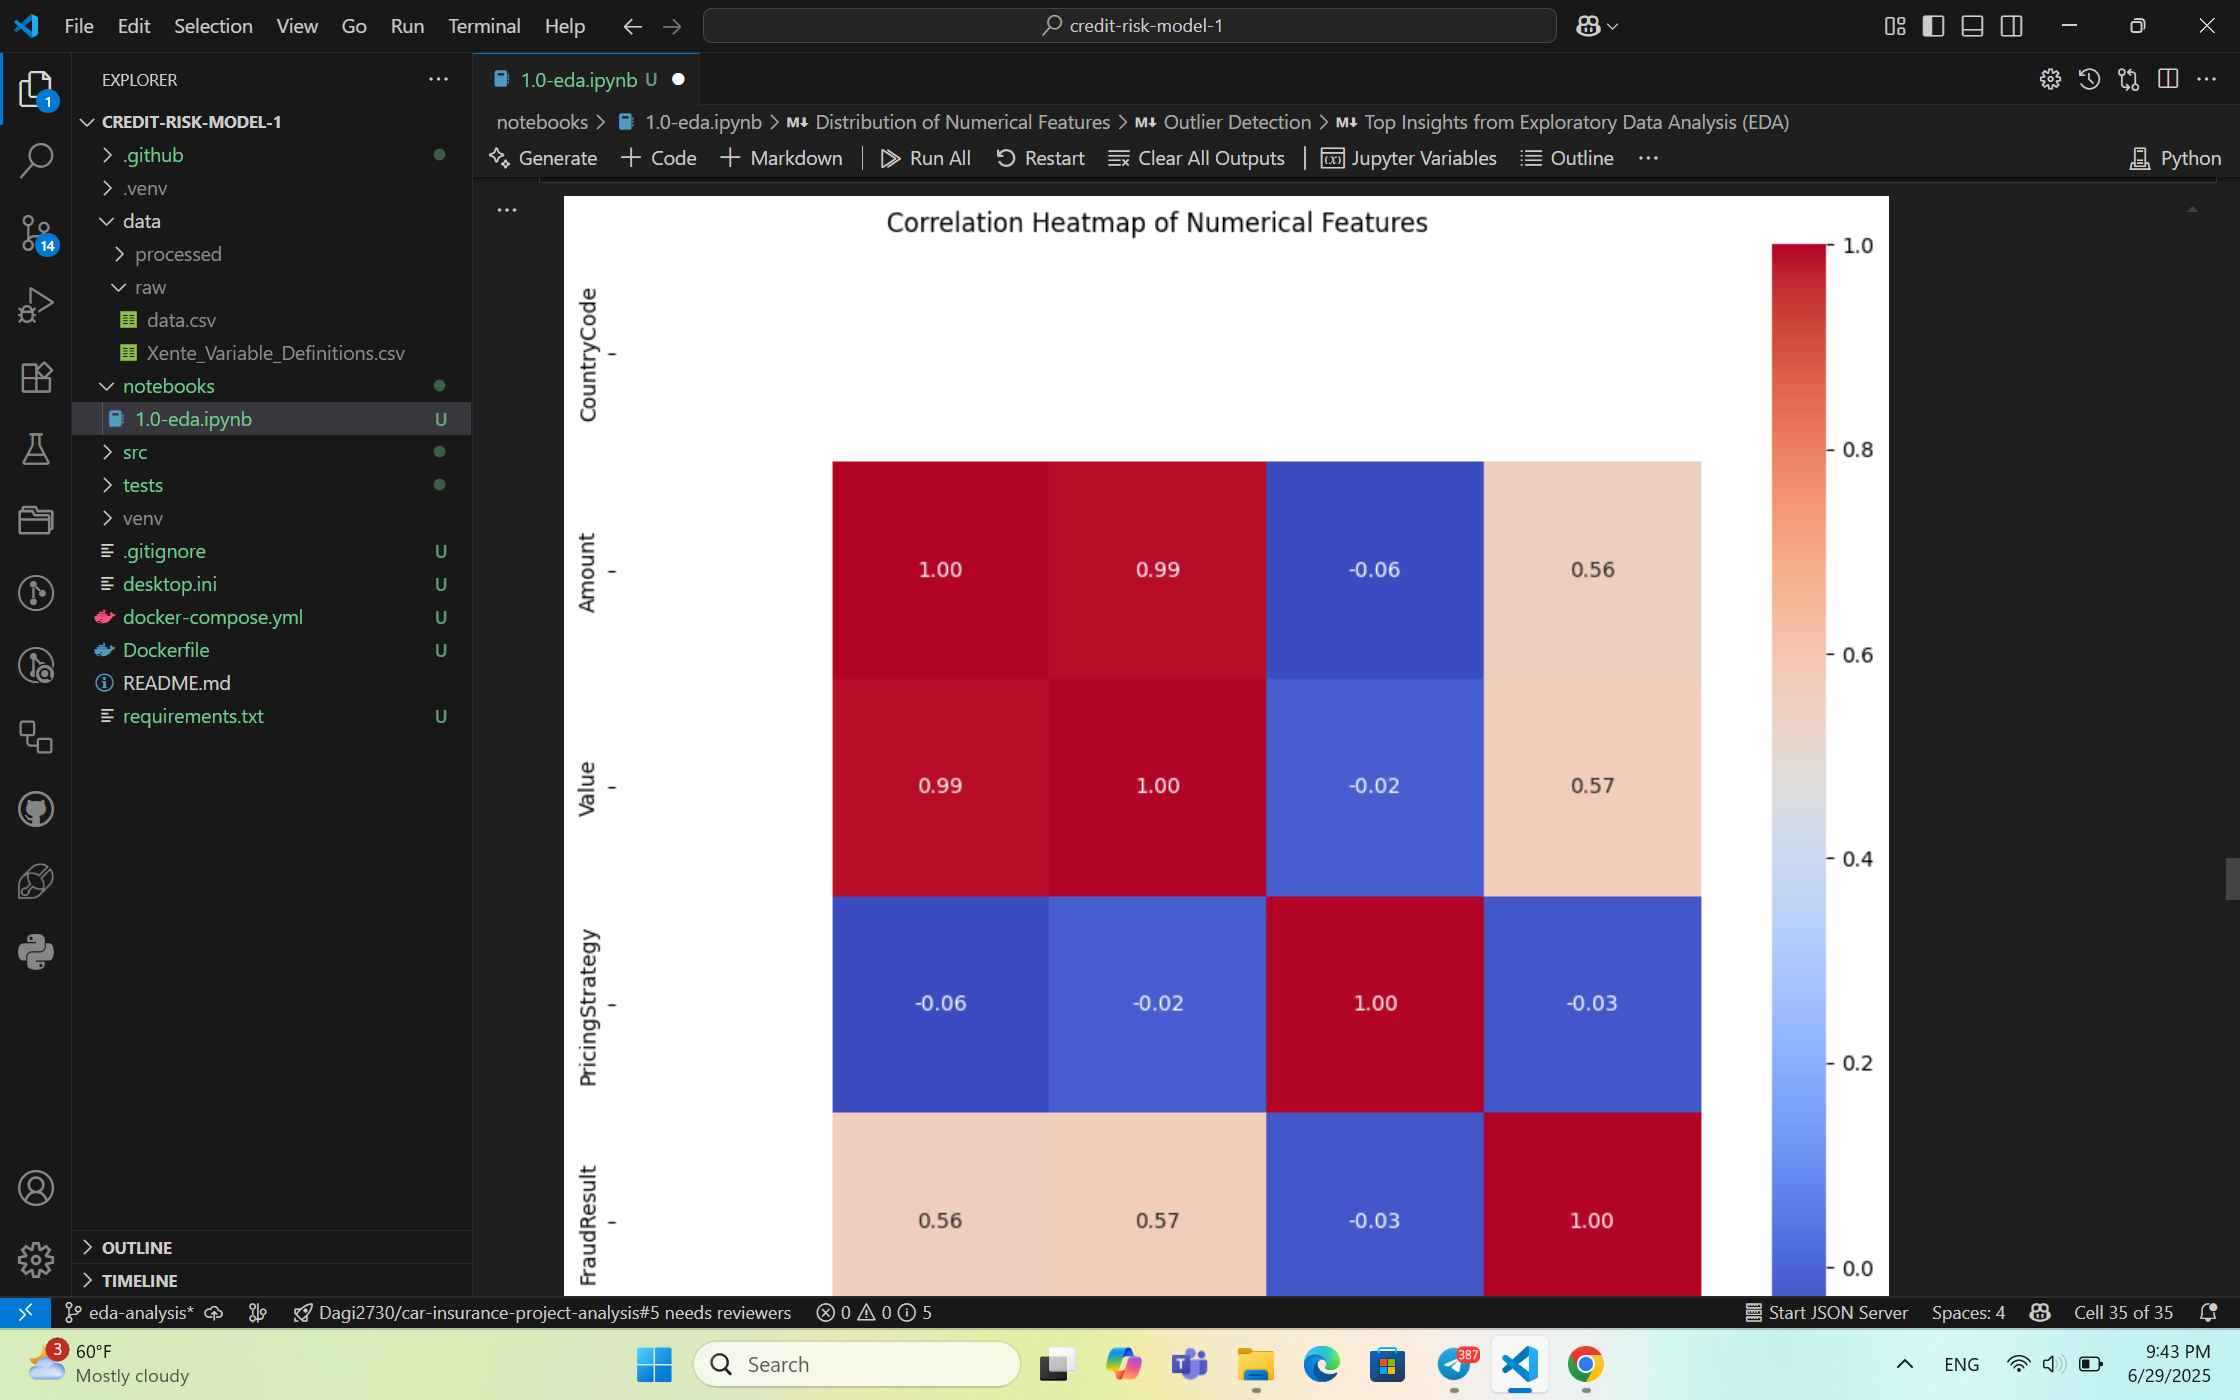 File Edit Selection View Go Run Terminal Help credit-risk-model-1
EXPLORER
1.0-eda.ipynb U
CREDIT-RISK-MODEL-1
notebooks > 1.0-eda.ipynb > M↓ Distribution of Numerical Features > M↓ Outlier Detection > M↓ Top Insights from Exploratory Data Analysis (EDA)
Generate + Code + Markdown Run All Restart Clear All Outputs Jupyter Variables Outline ... Python
1
14
.github
.venv
data
processed
raw
data.csv
Xente_Variable_Definitions.csv
notebooks
1.0-eda.ipynb U
src
tests
venv
.gitignore U
desktop.ini U
docker-compose.yml U
Dockerfile U
README.md
requirements.txt U
OUTLINE
TIMELINE
Correlation Heatmap of Numerical Features
CountryCode
Amount
1.00 0.99 -0.06 0.56
Value
0.99 1.00 -0.02 0.57
PricingStrategy
-0.06 -0.02 1.00 -0.03
FraudResult
0.56 0.57 -0.03 1.00
1.0
0.8
0.6
0.4
0.2
0.0
eda-analysis* Dagi2730/car-insurance-project-analysis#5 needs reviewers 0 0 5 Start JSON Server Spaces: 4 Cell 35 of 35
3
60°F
Mostly cloudy
Search
387
ENG
9:43 PM
6/29/2025